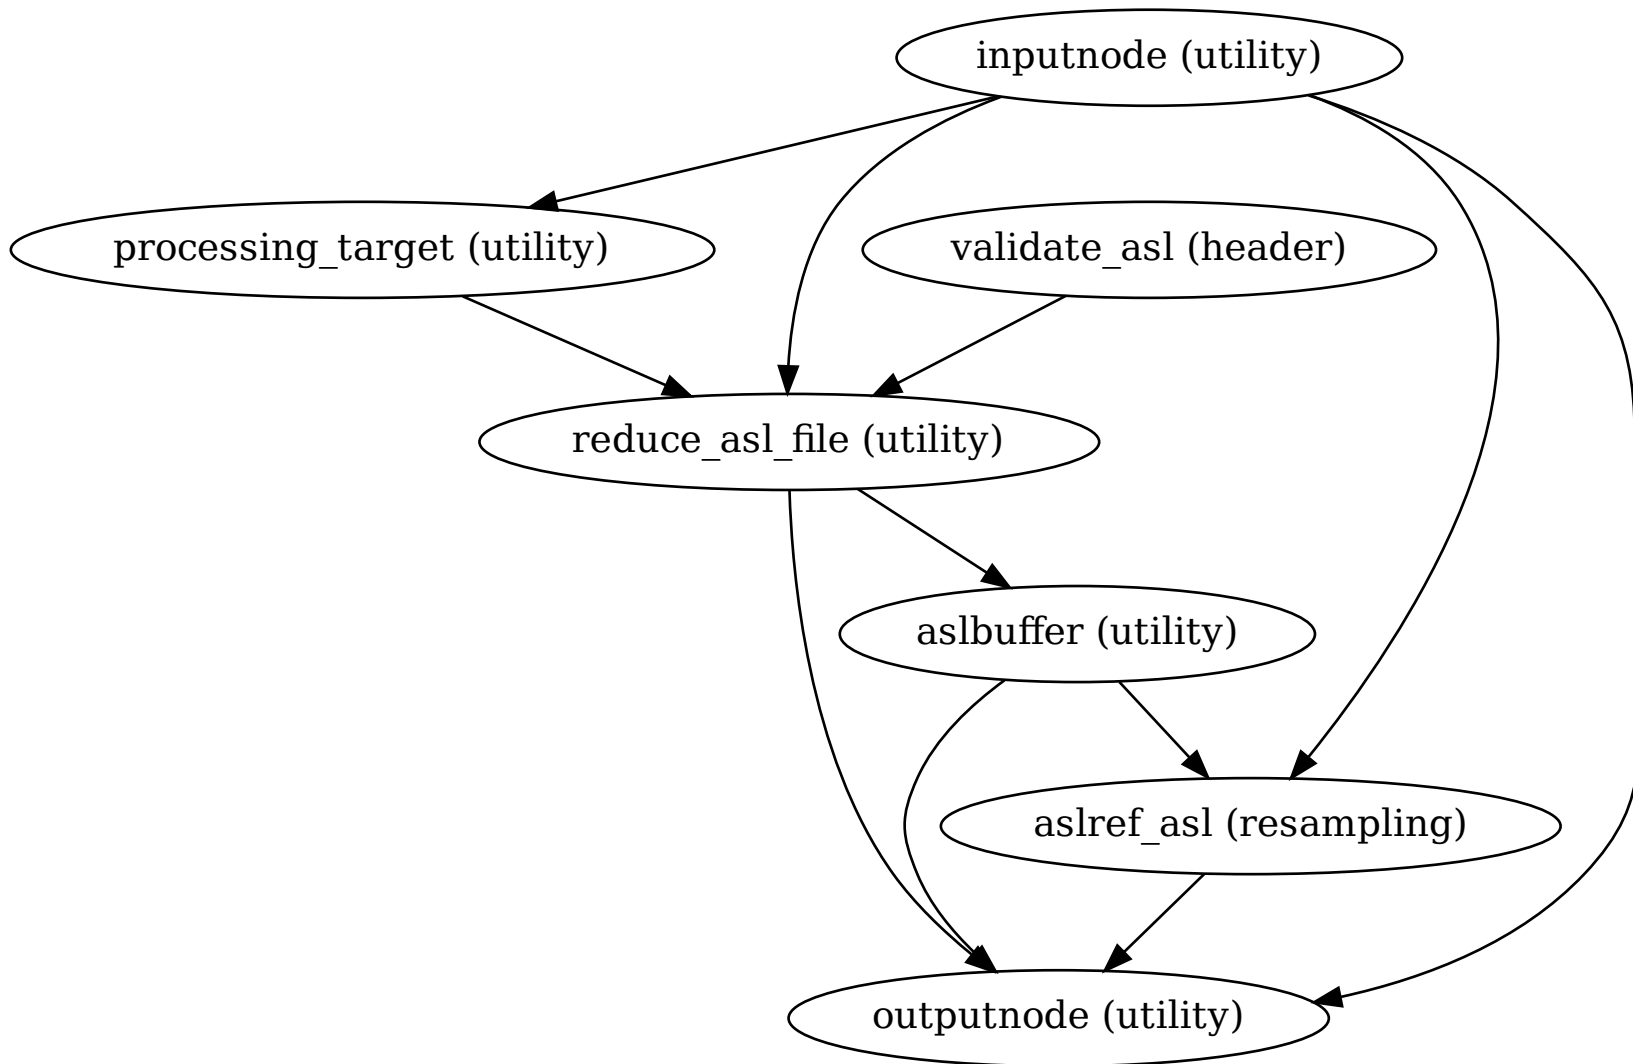 inputnode (utility)
processing_target (utility)
validate_asl (header)
reduce_asl_file (utility)
aslbuffer (utility)
aslref_asl (resampling)
outputnode (utility)